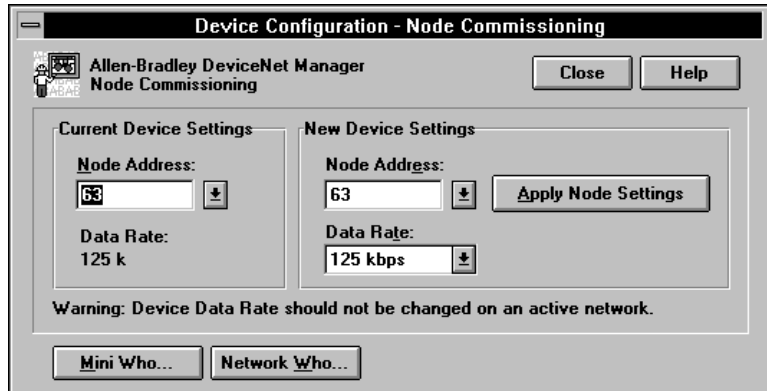 Device Configuration - Node Commissioning
Allen-Bradley DeviceNet Manager
Node Commissioning
Close
Help
Current Device Settings
Node Address:
63
Data Rate:
125 k
New Device Settings
Node Address:
63
Apply Node Settings
Data Rate:
125 kbps
Warning: Device Data Rate should not be changed on an active network.
Mini Who...
Network Who...